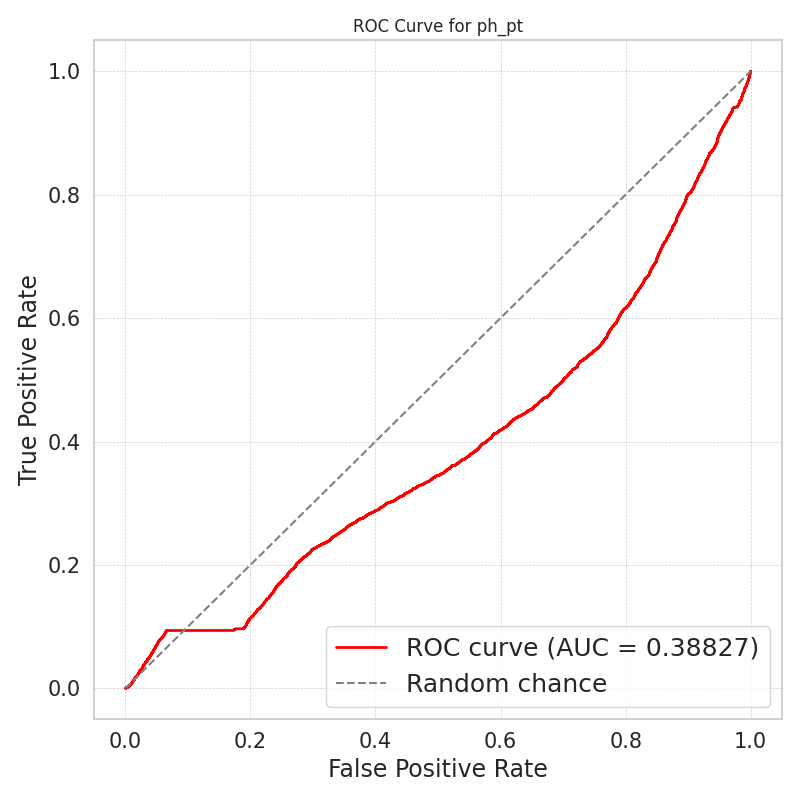 ROC Curve for ph_pt
True Positive Rate
1.0
0.8
0.6
0.4
0.2
0.0
ROC curve (AUC = 0.38827)
Random chance
0.0 0.2 0.4 0.6 0.8 1.0
False Positive Rate